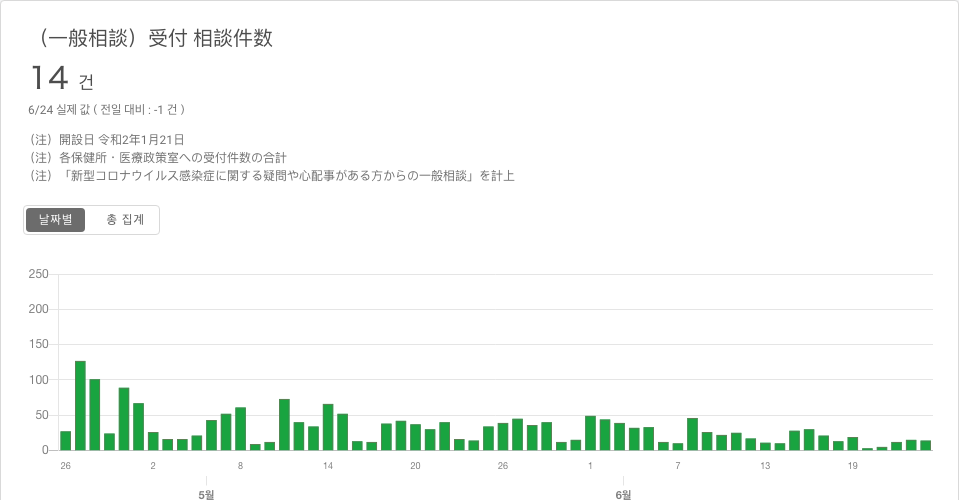 （一般相談）受付 相談件数
14 건
6/24 실제 값 ( 전일 대비 : -1 건 )
（注）開設日 令和2年1月21日
（注）各保健所・医療政策室への受付件数の合計
（注）「新型コロナウイルス感染症に関する疑問や心配事がある方からの一般相談」を計上
날짜별 총 집계
250
200
150
100
50
0
26 2 8 14 20 26 1 7 13 19
5월 6월